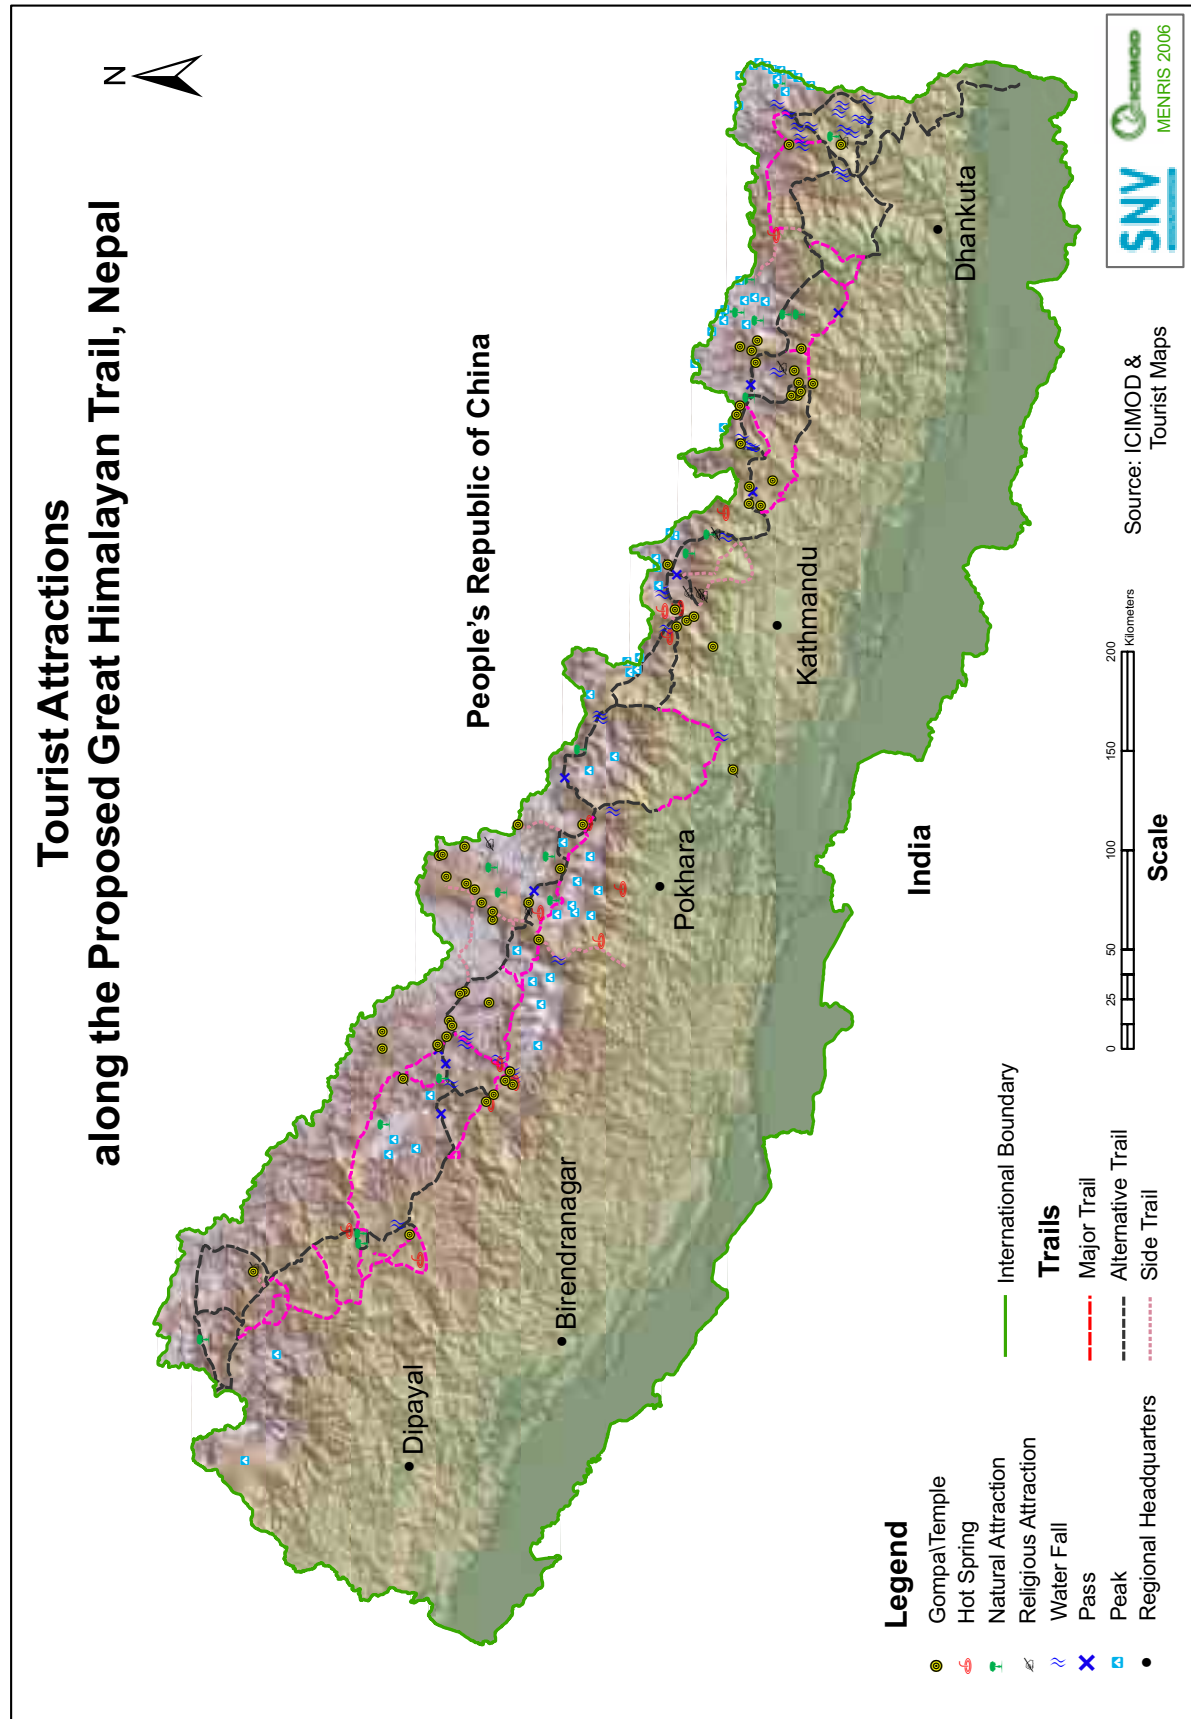 Tourist Attractions
along the Proposed Great Himalayan Trail, Nepal
N
People's Republic of China
Dipayal
Birendranagar
Pokhara
Kathmandu
Dhankuta
India
Legend
Gompa\Temple
Hot Spring
Natural Attraction
Religious Attraction
Water Fall
Pass
Peak
Regional Headquarters
International Boundary
Trails
Major Trail
Alternative Trail
Side Trail
0 25 50 100 150 200
Kilometers
Scale
Source: ICIMOD &
Tourist Maps
SNV
ICIMOD
MENRIS 2006